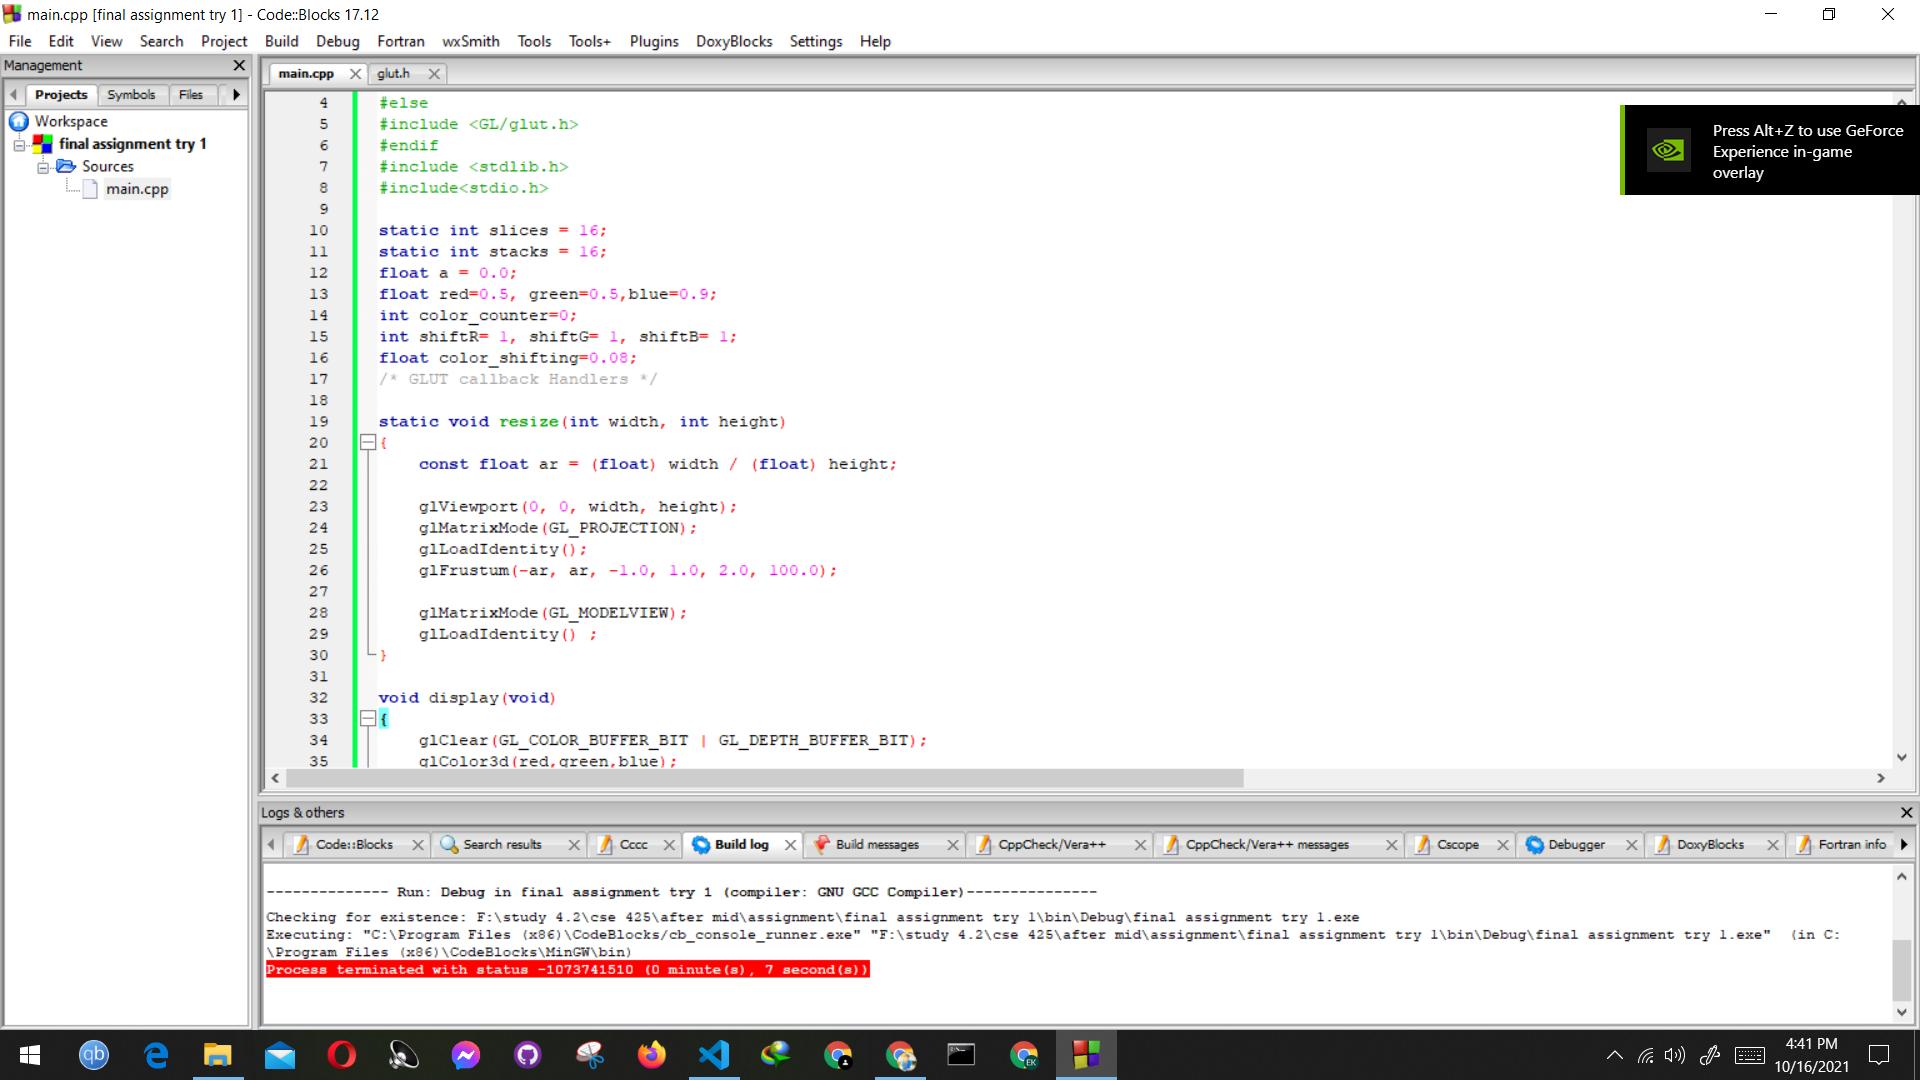 main.cpp [final assignment try 1] - Code::Blocks 17.12
File Edit View Search Project Build Debug Fortran wxSmith Tools Tools+ Plugins DoxyBlocks Settings Help
Management
Projects Symbols Files
Workspace
final assignment try 1
Sources
main.cpp
main.cpp glut.h
4 #else
5 #include <GL/glut.h>
6 #endif
7 #include <stdlib.h>
8 #include<stdio.h>
9
10 static int slices = 16;
11 static int stacks = 16;
12 float a = 0.0;
13 float red=0.5, green=0.5,blue=0.9;
14 int color_counter=0;
15 int shiftR= 1, shiftG= 1, shiftB= 1;
16 float color_shifting=0.08;
17 /* GLUT callback Handlers */
18
19 static void resize(int width, int height)
20 {
21 const float ar = (float) width / (float) height;
22
23 glViewport(0, 0, width, height);
24 glMatrixMode(GL_PROJECTION);
25 glLoadIdentity();
26 glFrustum(-ar, ar, -1.0, 1.0, 2.0, 100.0);
27
28 glMatrixMode(GL_MODELVIEW);
29 glLoadIdentity() ;
30 }
31
32 void display(void)
33 {
34 glClear(GL_COLOR_BUFFER_BIT | GL_DEPTH_BUFFER_BIT);
35 glColor3d(red,green,blue);
Press Alt+Z to use GeForce
Experience in-game
overlay
Logs & others
Code::Blocks Search results Cccc Build log Build messages CppCheck/Vera++ CppCheck/Vera++ messages Cscope Debugger DoxyBlocks Fortran info
-------------- Run: Debug in final assignment try 1 (compiler: GNU GCC Compiler)---------------
Checking for existence: F:\study 4.2\cse 425\after mid\assignment\final assignment try 1\bin\Debug\final assignment try 1.exe
Executing: "C:\Program Files (x86)\CodeBlocks/cb_console_runner.exe" "F:\study 4.2\cse 425\after mid\assignment\final assignment try 1\bin\Debug\final assignment try 1.exe"  (in C:
\Program Files (x86)\CodeBlocks\MinGW\bin)
Process terminated with status -1073741510 (0 minute(s), 7 second(s))
qb
EK
4:41 PM
10/16/2021